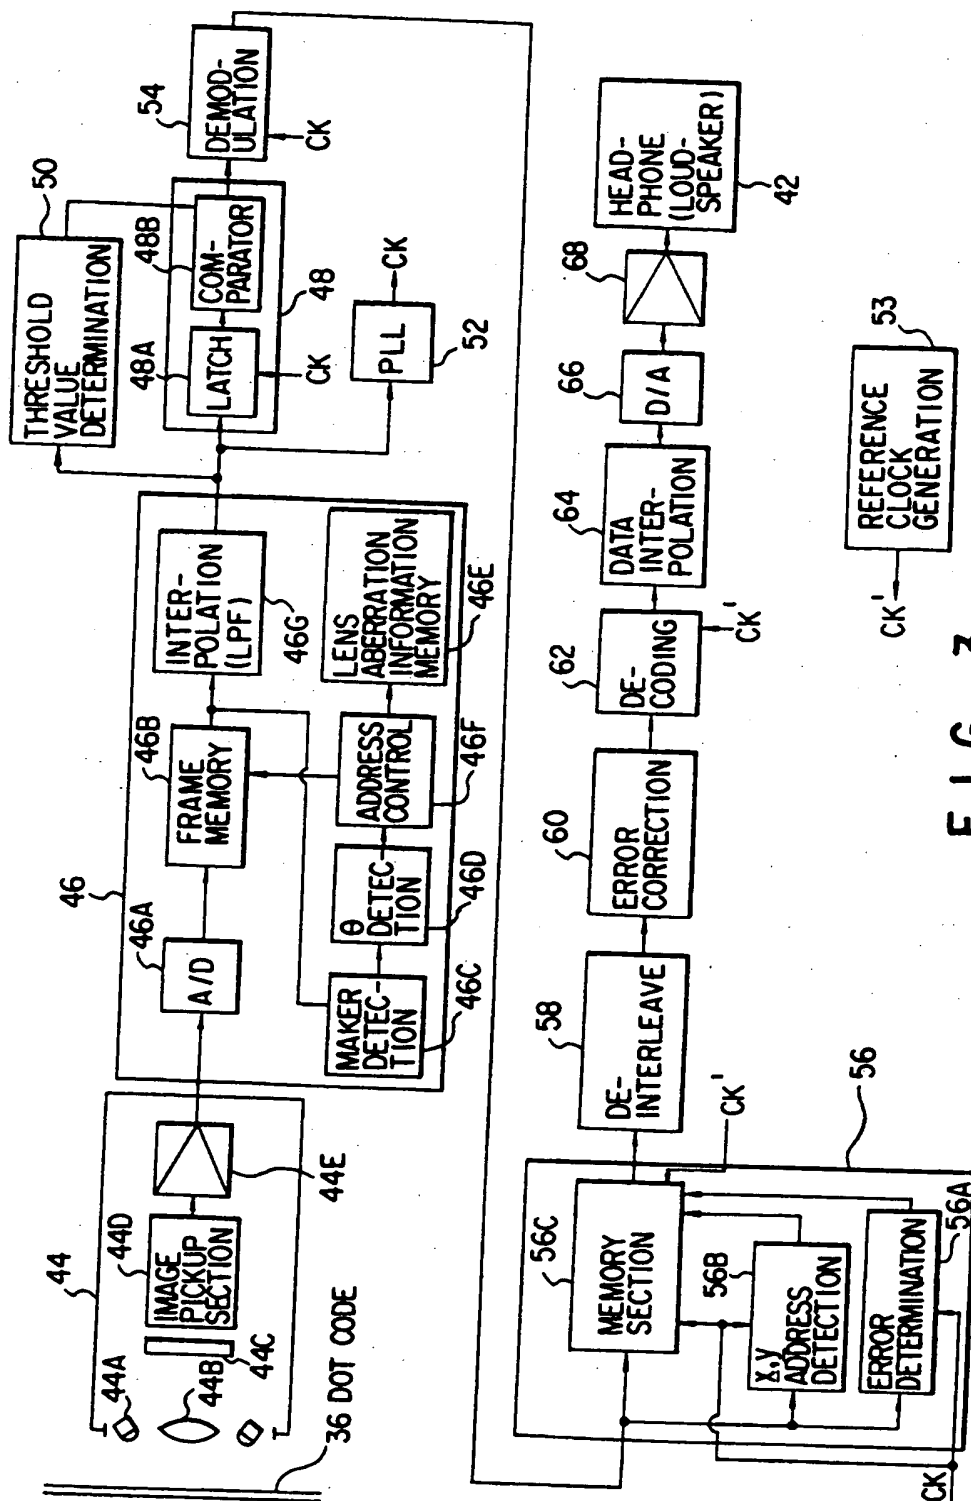 36 DOT CODE
44
44A
44B
44C
44D
IMAGE
PICKUP
SECTION
44E
46
46A
A/D
46B
FRAME
MEMORY
INTER-
POLATION
(LPF)
46G
MAKER
DETEC-
TION
46C
θ
DETEC-
TION
46D
ADDRESS
CONTROL
46F
LENS
ABERRATION
INFORMATION
MEMORY
46E
THRESHOLD
VALUE
DETERMINATION
50
48A
LATCH
CK
48B
COM-
PARATOR
48
PLL
52
CK
54
DEMOD-
ULATION
CK
CK
56
56C
MEMORY
SECTION
56B
x,y
ADDRESS
DETECTION
ERROR
DETERMINATION
56A
CK'
58
DE-
INTERLEAVE
60
ERROR
CORRECTION
62
DE-
CODING
CK'
64
DATA
INTER-
POLATION
66
D/A
68
HEAD-
PHONE
(LOUD-
SPEAKER)
42
CK'
REFERENCE
CLOCK
GENERATION
53